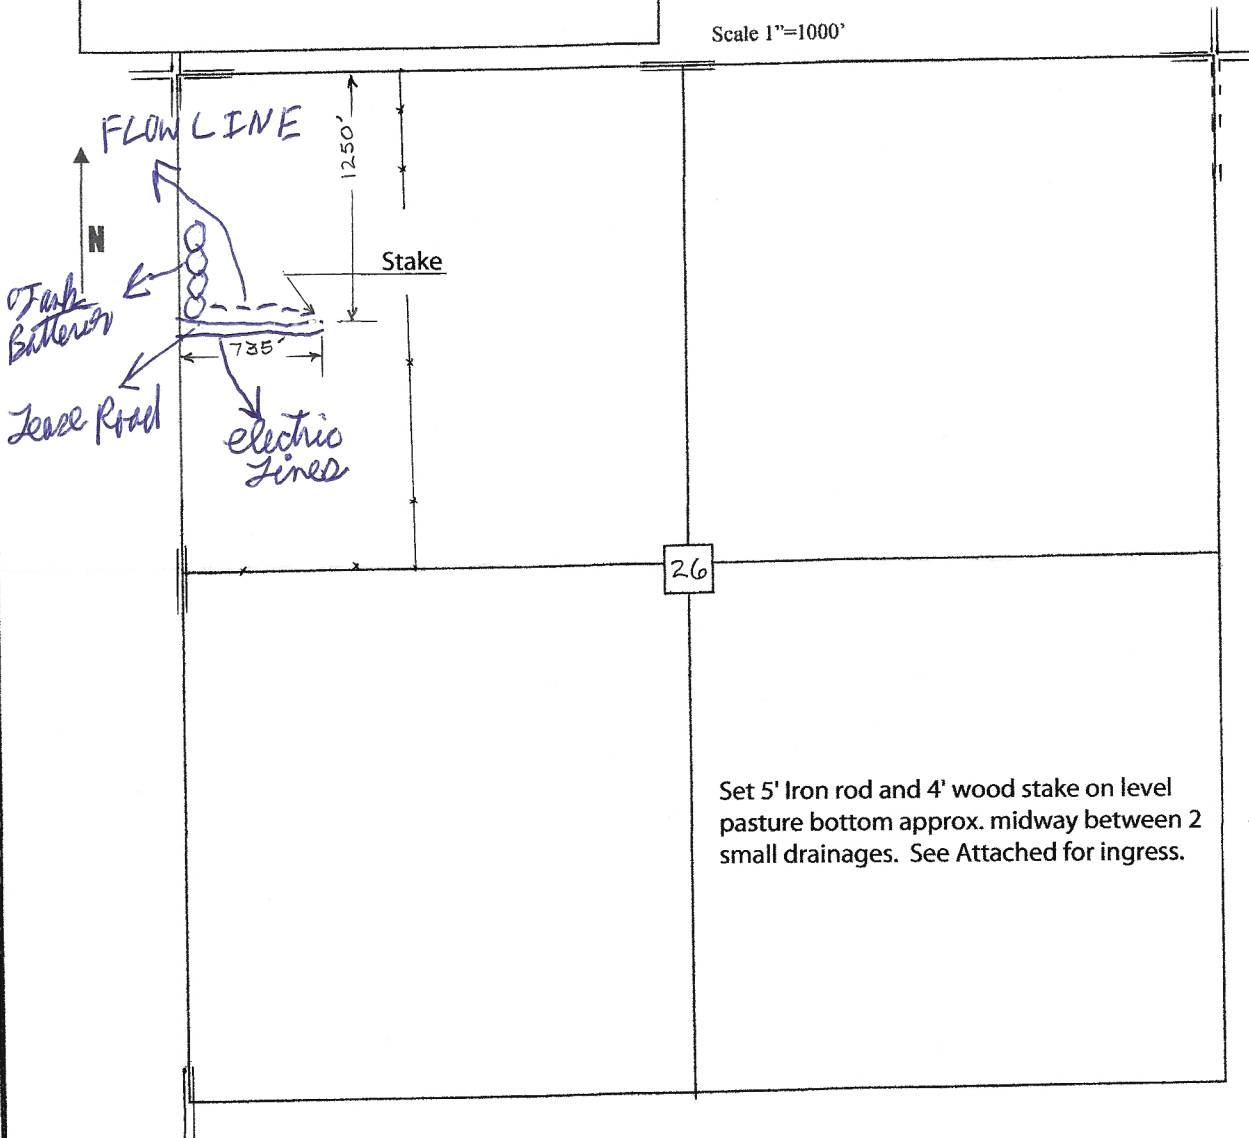 Scale 1"=1000'
FLOW LINE
1250'
N
Stake
Tank
Batteries
735'
Lease Road
electric
Lines
26
Set 5' Iron rod and 4' wood stake on level
pasture bottom approx. midway between 2
small drainages. See Attached for ingress.